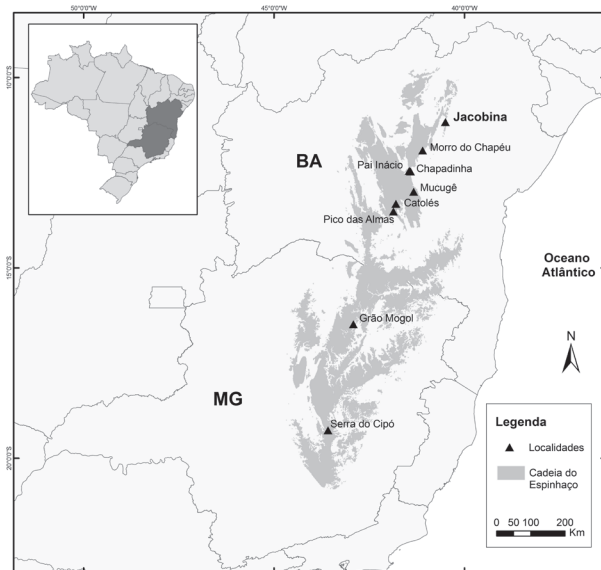 50°0'0"W
45°0'0"W
40°0'0"W
10°0'0"S
15°0'0"S
20°0'0"S
Jacobina
Morro do Chapéu
BA
Pai Inácio
Chapadinha
Mucugê
Catolés
Pico das Almas
Oceano
Atlântico
Grão Mogol
N
MG
Serra do Cipó
Legenda
Localidades
Cadeia do
Espinhaço
0 50 100 200
Km